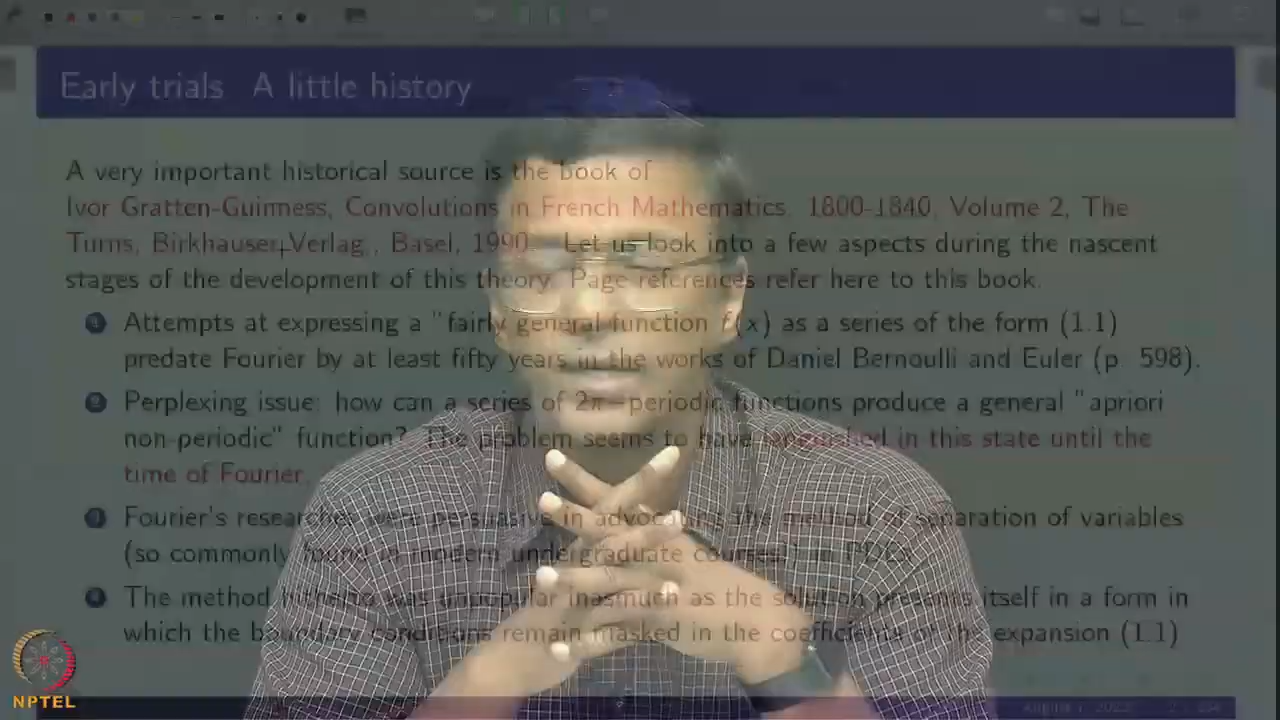 Early trials A little history
A very important historical source is the book of
Ivor Gratten-Guinness, Convolutions in French Mathematics, 1800-1840, Volume 2, The
Turns, Birkhauser Verlag,, Basel, 1990. Let us look into a few aspects during the nascent
stages of the development of this theory. Page references refer here to this book.
1 Attempts at expressing a "fairly general function f(x) as a series of the form (1.1)
predate Fourier by at least fifty years in the works of Daniel Bernoulli and Euler (p. 598).
2 Perplexing issue: how can a series of 2π-periodic functions produce a general "apriori
non-periodic" function? The problem seems to have languished in this state until the
time of Fourier.
3 Fourier's researches were persuasive in advocating the method of separation of variables
(so commonly found in modern undergraduate courses!) in PDEs
4 The method hitherto was unpopular inasmuch as the solution presents itself in a form in
which the boundary conditions remain masked in the coefficients of the expansion (1.1)
NPTEL